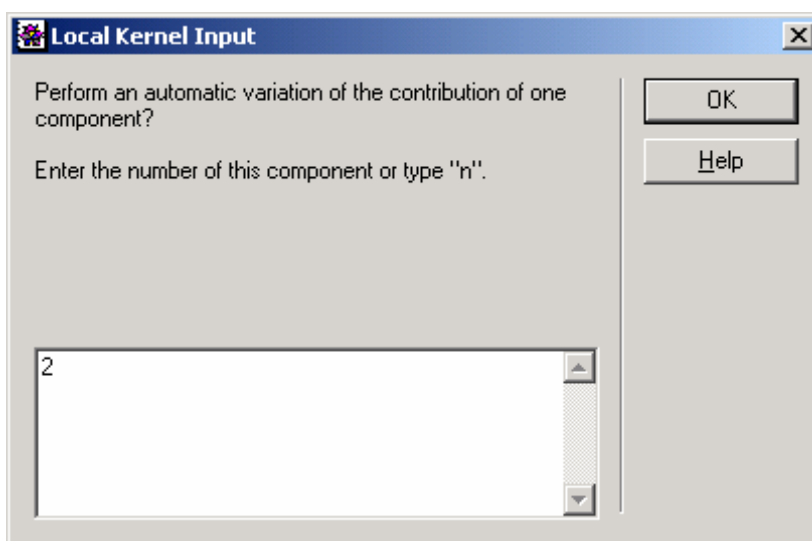 Local Kernel Input
Perform an automatic variation of the contribution of one
component?
Enter the number of this component or type "n".
OK
Help
2